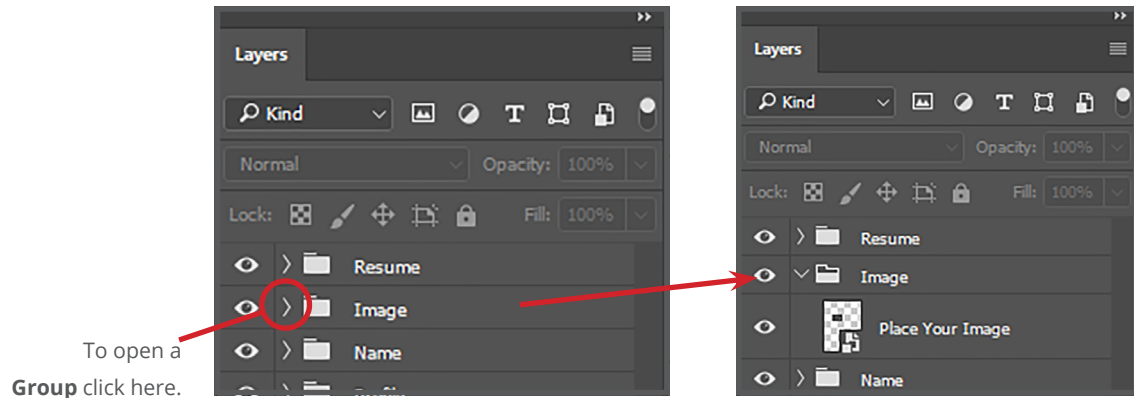 Layers
Kind
Normal Opacity: 100%
Lock: Fill: 100%
Resume
Image
Name
To open a
Group click here.
Layers
Kind
Normal Opacity: 100%
Lock: Fill: 100%
Resume
Image
Place Your Image
Name